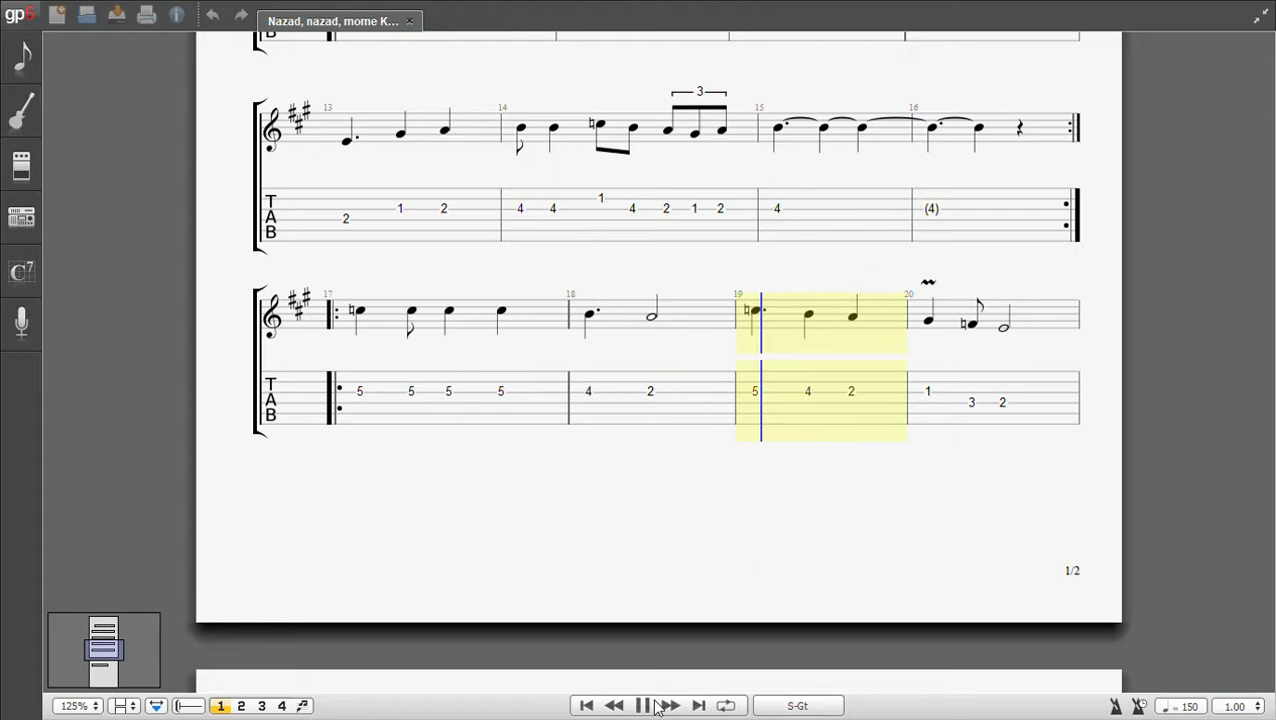 gp6
Nazad, nazad, mome K... ×
B
3
13 14 15 16
T A B
2 1 2 4 4 1 4 2 1 2 4 (4)
17 18 19 20
T A B
5 5 5 5 4 2 5 4 2 1 3 2
C7
1/2
125% 1 2 3 4 S-Gt = 150 1.00